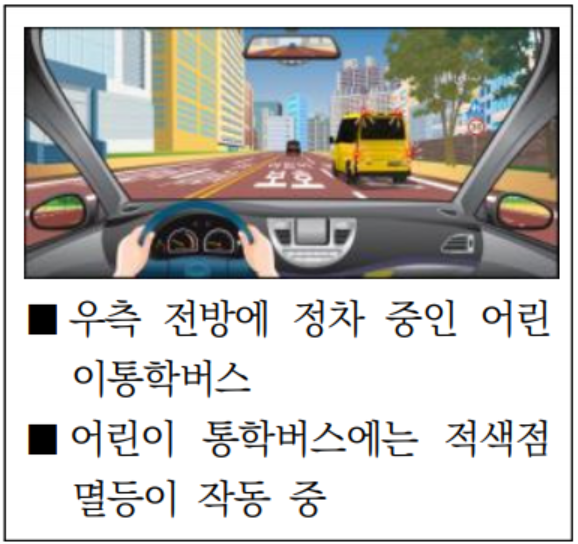 보호
■ 우측 전방에 정차 중인 어린
이통학버스
■ 어린이 통학버스에는 적색점
멸등이 작동 중